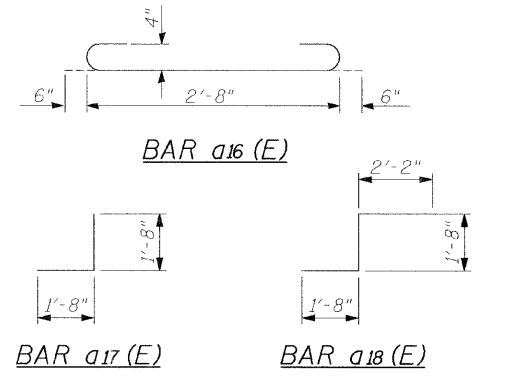 4"
6" 2'-8" 6"
BAR a16 (E)
2'-2"
1'-8" 1'-8"
1'-8" 1'-8"
BAR a17 (E) BAR a18 (E)